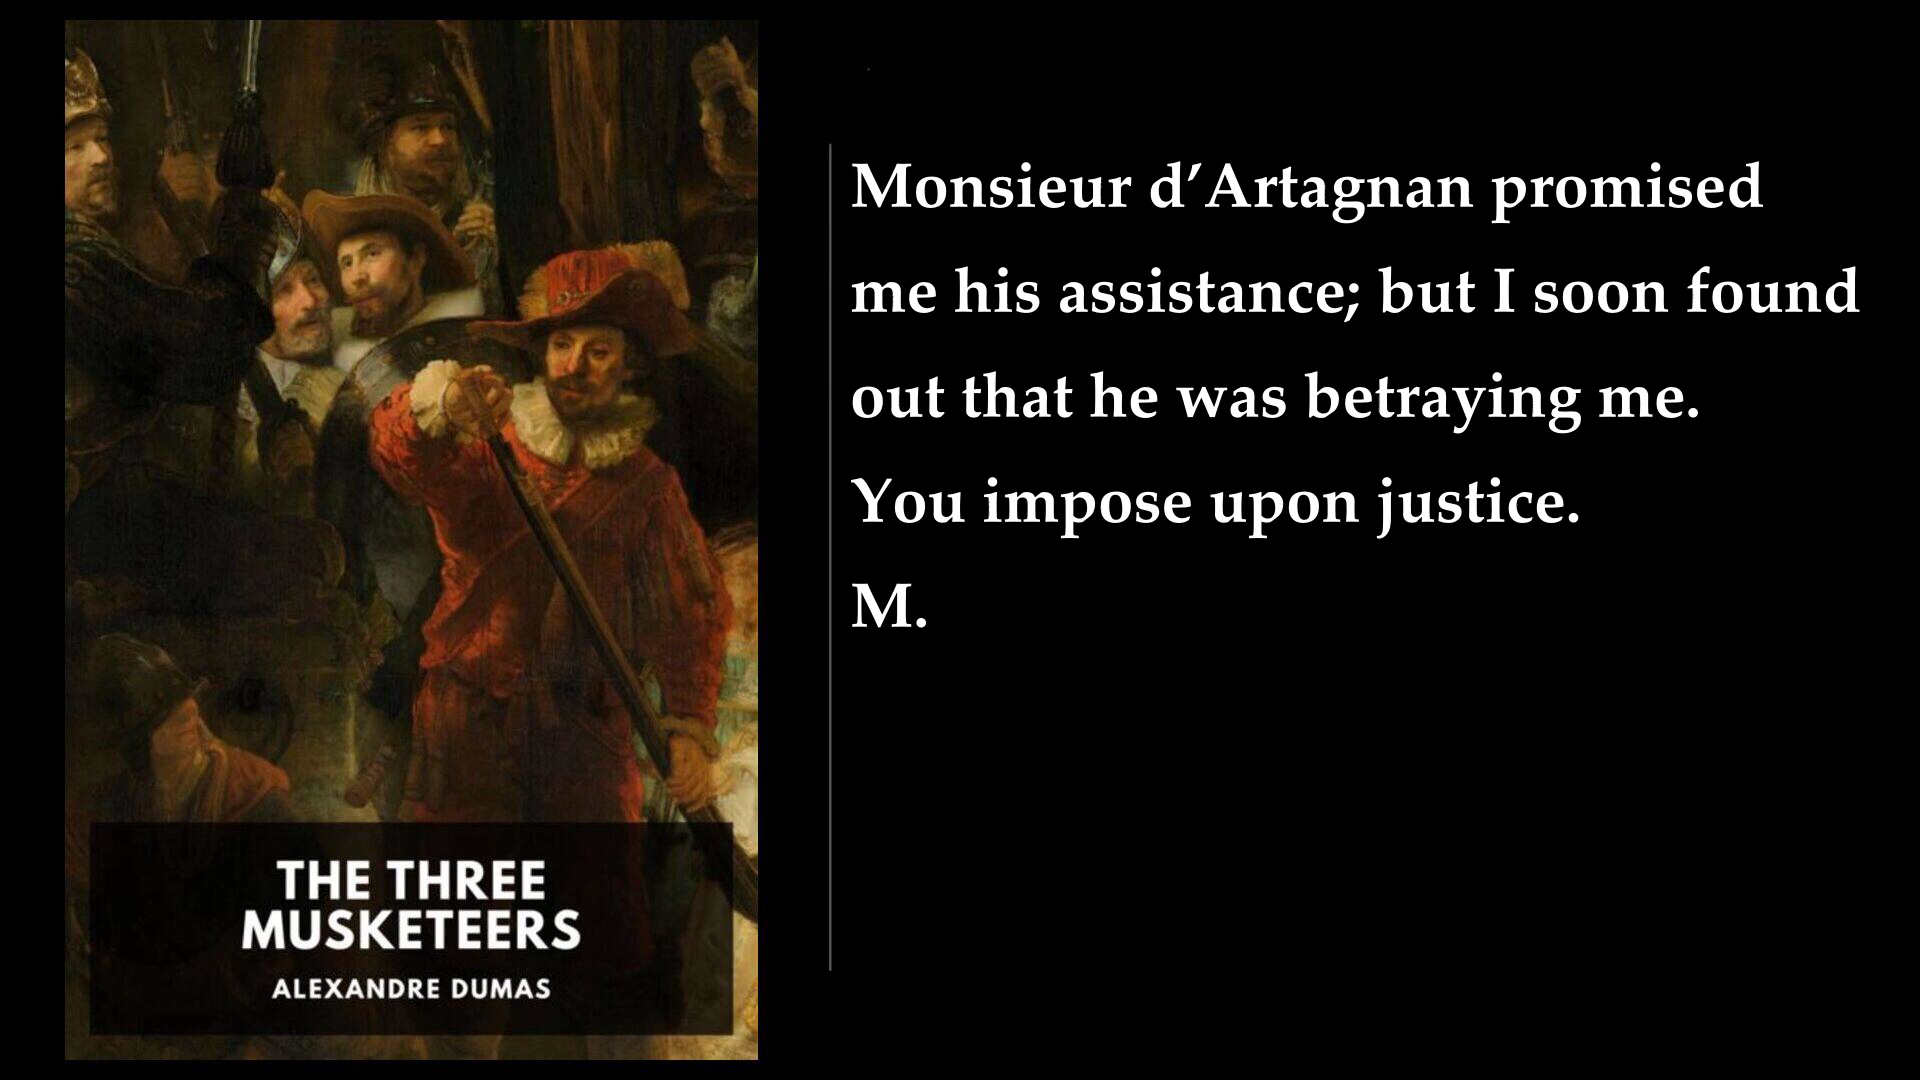 THE THREE
MUSKETEERS
ALEXANDRE DUMAS
Monsieur d’Artagnan promised
me his assistance; but I soon found
out that he was betraying me.
You impose upon justice.
M.